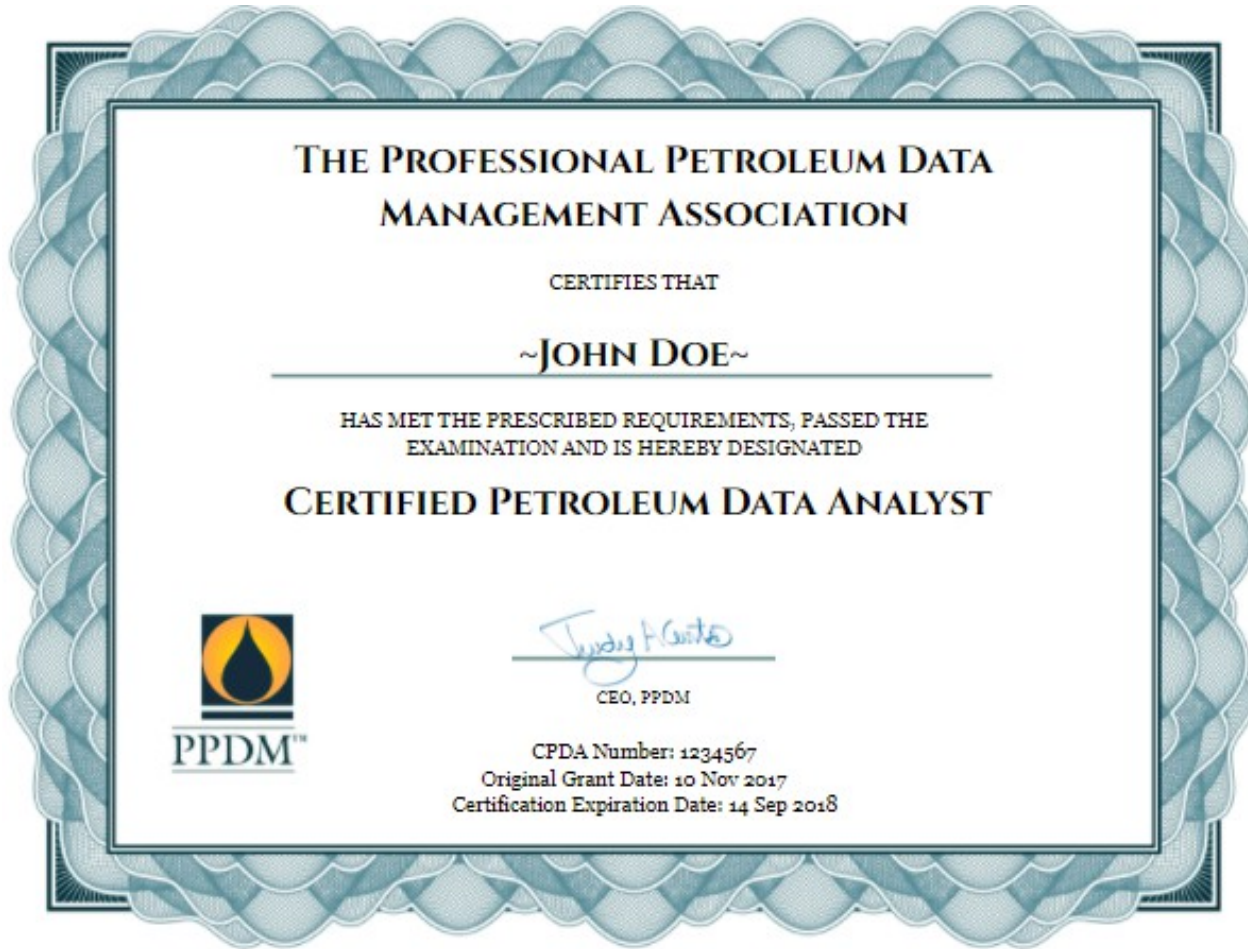 THE PROFESSIONAL PETROLEUM DATA
MANAGEMENT ASSOCIATION
CERTIFIES THAT
~JOHN DOE~
HAS MET THE PRESCRIBED REQUIREMENTS, PASSED THE
EXAMINATION AND IS HEREBY DESIGNATED
CERTIFIED PETROLEUM DATA ANALYST
CEO, PPDM
PPDM™
CPDA Number: 1234567
Original Grant Date: 10 Nov 2017
Certification Expiration Date: 14 Sep 2018